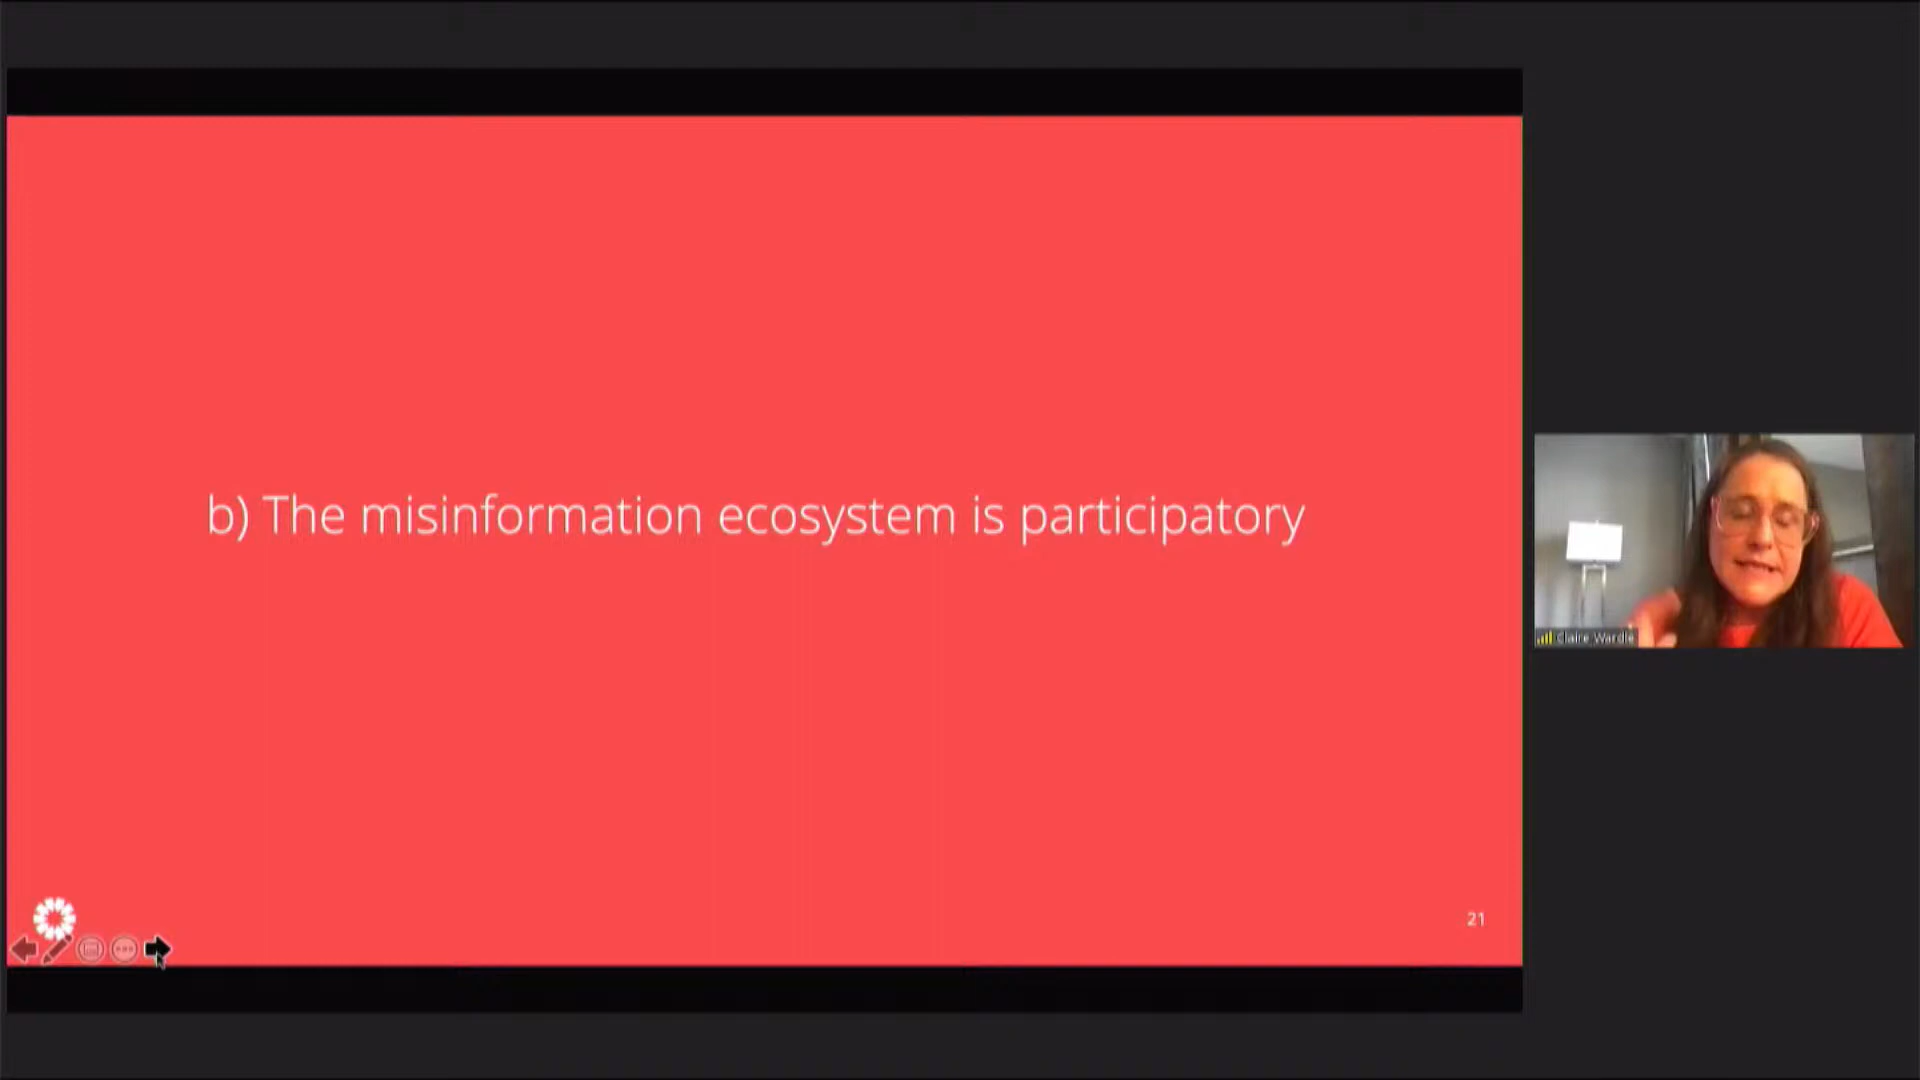 b) The misinformation ecosystem is participatory
Claire Wardle
21